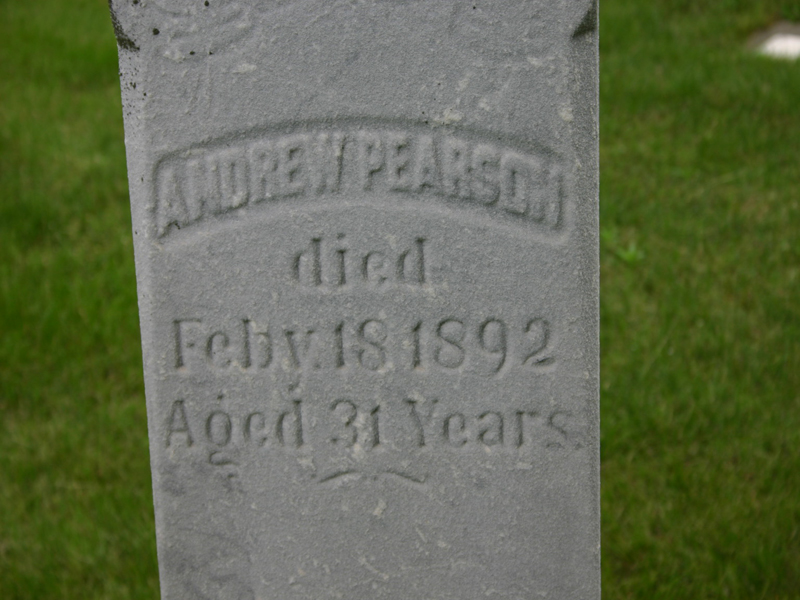 ANDREW PEARSON
died
Feby. 18, 1892
Aged 31 Years.